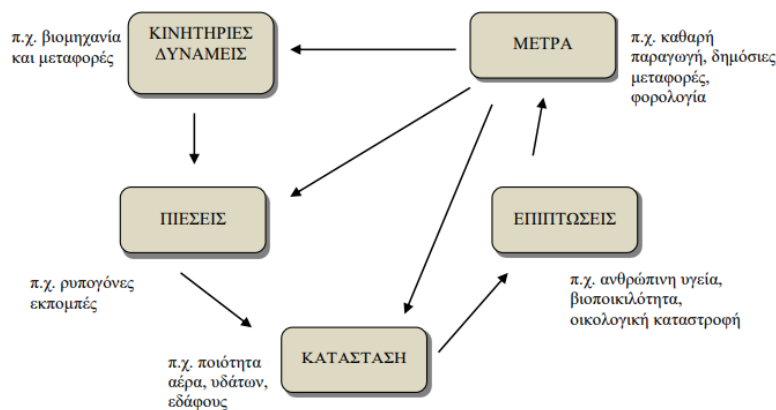 π.χ. βιομηχανία
και μεταφορές
ΚΙΝΗΤΗΡΙΕΣ
ΔΥΝΑΜΕΙΣ
ΜΕΤΡΑ
π.χ. καθαρή
παραγωγή, δημόσιες
μεταφορές,
φορολογία
ΠΙΕΣΕΙΣ
ΕΠΙΠΤΩΣΕΙΣ
π.χ. ρυπογόνες
εκπομπές
π.χ. ανθρώπινη υγεία,
βιοποικιλότητα,
οικολογική καταστροφή
π.χ. ποιότητα
αέρα, υδάτων,
εδάφους
ΚΑΤΑΣΤΑΣΗ